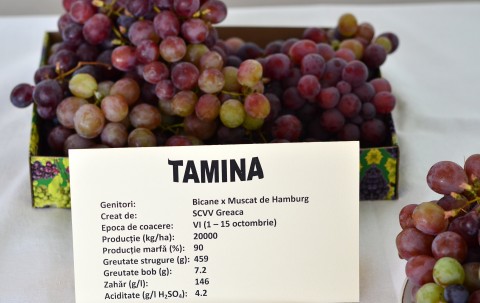 TAMINA
Genitori: Bicane x Muscat de Hamburg
Creat de: SCVV Greaca
Epoca de coacere: VI (1 – 15 octombrie)
Producție (kg/ha): 20000
Producție marfă (%): 90
Greutate strugure (g): 459
Greutate bob (g): 7.2
Zahăr (g/l): 146
Aciditate (g/l H₂SO₄): 4.2